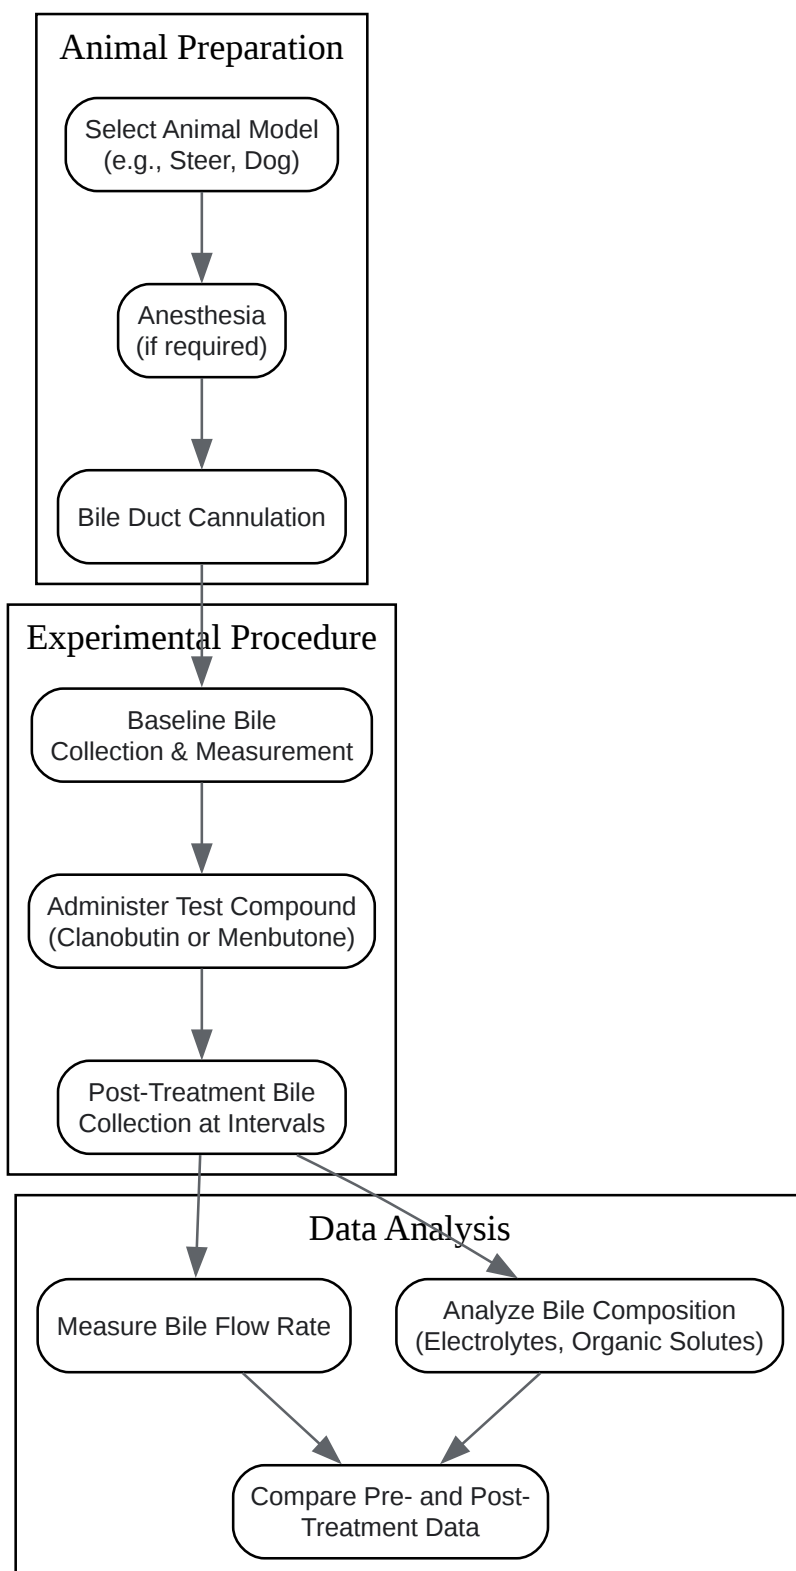 Animal Preparation
Select Animal Model
(e.g., Steer, Dog)
Anesthesia
(if required)
Bile Duct Cannulation
Experimental Procedure
Baseline Bile
Collection & Measurement
Administer Test Compound
(Clanobutin or Menbutone)
Post-Treatment Bile
Collection at Intervals
Data Analysis
Measure Bile Flow Rate
Analyze Bile Composition
(Electrolytes, Organic Solutes)
Compare Pre- and Post-
Treatment Data